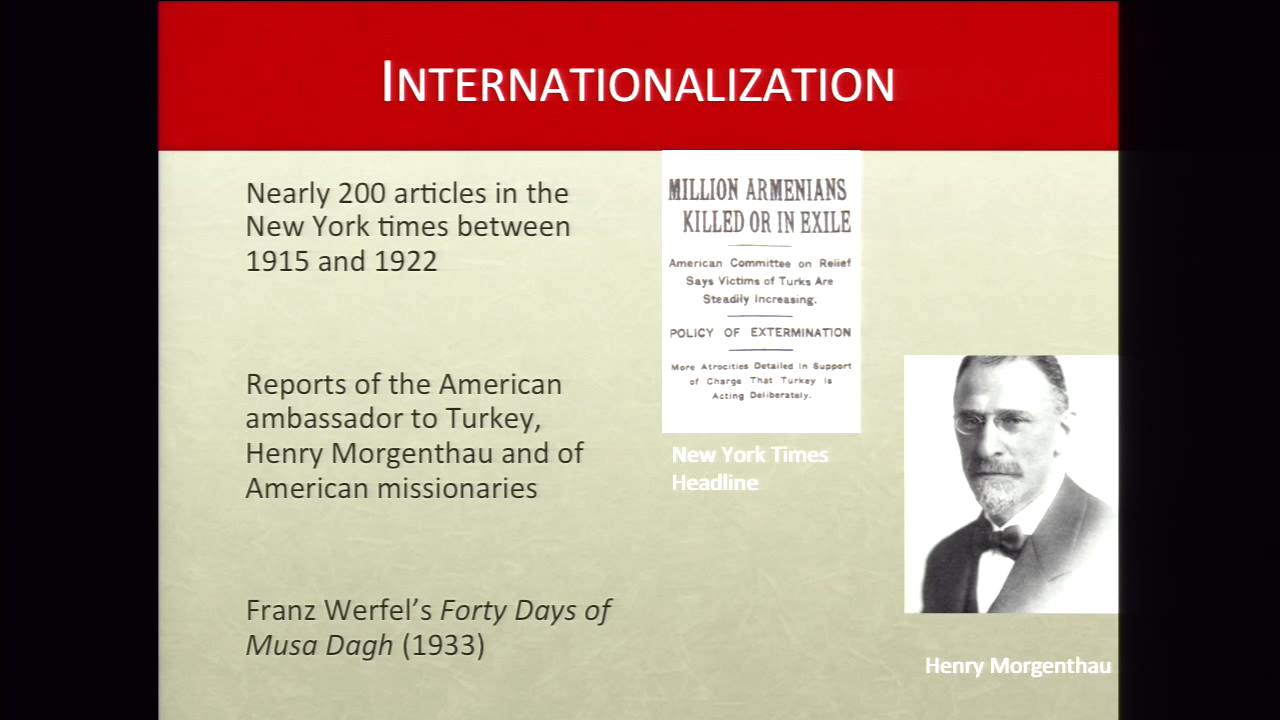 INTERNATIONALIZATION
Nearly 200 articles in the
New York times between
1915 and 1922
Reports of the American
ambassador to Turkey,
Henry Morgenthau and of
American missionaries
Franz Werfel’s Forty Days of
Musa Dagh (1933)
MILLION ARMENIANS
KILLED OR IN EXILE
American Committee on Relief
Says Victims of Turks Are
Steadily Increasing.
POLICY OF EXTERMINATION
More Atrocities Detailed in Support
of Charge That Turkey is
Acting Deliberately.
New York Times
Headline
Henry Morgenthau